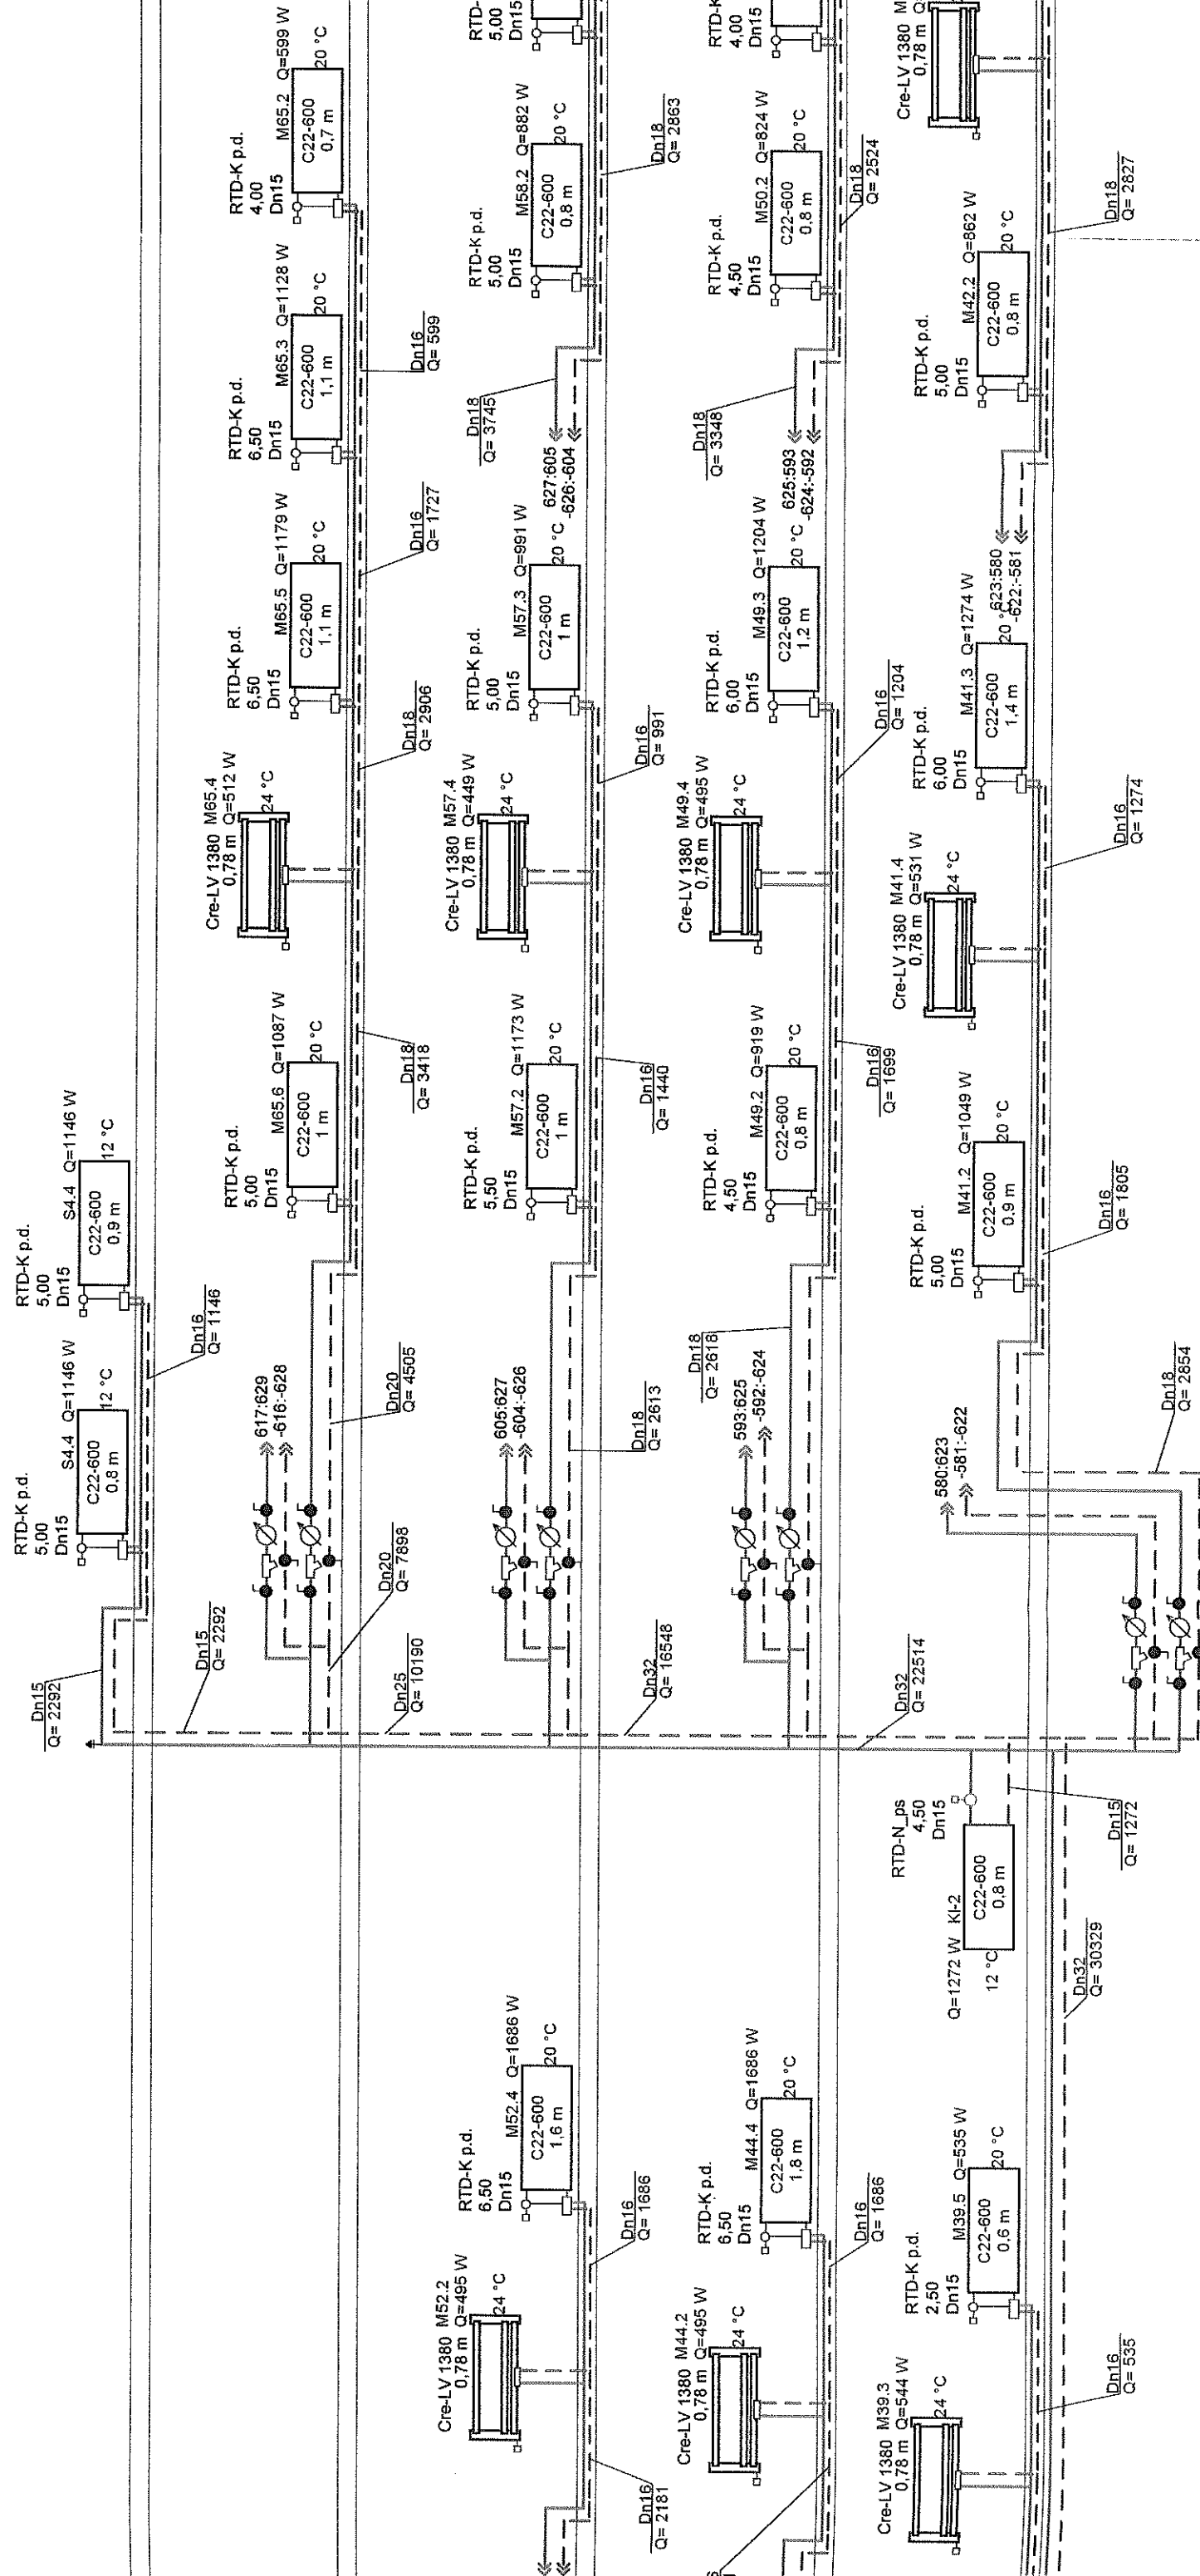 Dn15
Q= 2292
Dn15
Q= 2292
RTD-K p.d.
5,00
Dn15
S4.4 Q=1146 W
C22-600
0,8 m
12 °C
Dn16
Q= 1146
RTD-K p.d.
5,00
Dn15
S4.4 Q=1146 W
C22-600
0,9 m
12 °C
Dn25
Q= 10190
Dn20
Q= 7898
617:629
-616:-628
Dn20
Q= 4505
RTD-K p.d.
5,00
Dn15
M65.6 Q=1087 W
C22-600
1 m
20 °C
Dn18
Q= 3418
Cre-LV 1380 M65.4
0,78 m Q=512 W
24 °C
Dn18
Q= 2906
RTD-K p.d.
6,50
Dn15
M65.5 Q=1179 W
C22-600
1,1 m
20 °C
Dn16
Q= 1727
RTD-K p.d.
6,50
Dn15
M65.3 Q=1128 W
C22-600
1,1 m
20 °C
Dn16
Q= 599
RTD-K p.d.
4,00
Dn15
M65.2 Q=599 W
C22-600
0,7 m
20 °C
Dn16
Q= 2181
Cre-LV 1380 M52.2
0,78 m Q=495 W
24 °C
RTD-K p.d.
6,50
Dn15
M52.4 Q=1686 W
C22-600
1,6 m
20 °C
Dn16
Q= 1686
Dn32
Q= 16548
605:627
-604:-626
Dn18
Q= 2613
RTD-K p.d.
5,50
Dn15
M57.2 Q=1173 W
C22-600
1 m
20 °C
Dn16
Q= 1440
Cre-LV 1380 M57.4
0,78 m Q=449 W
24 °C
Dn16
Q= 991
RTD-K p.d.
5,00
Dn15
M57.3 Q=991 W
C22-600
1 m
20 °C
627:605
-626:-604
Dn18
Q= 3745
RTD-K p.d.
5,00
Dn15
M58.2 Q=882 W
C22-600
0,8 m
20 °C
Dn18
Q= 2863
RTD-
5,00
Dn15
Cre-LV 1380 M44.2
0,78 m Q=495 W
24 °C
RTD-K p.d.
6,50
Dn15
M44.4 Q=1686 W
C22-600
1,8 m
20 °C
Dn16
Q= 1686
Dn32
Q= 22514
593:625
-592:-624
Dn18
Q= 2618
RTD-K p.d.
4,50
Dn15
M49.2 Q=919 W
C22-600
0,8 m
20 °C
Dn16
Q= 1699
Cre-LV 1380 M49.4
0,78 m Q=495 W
24 °C
Dn16
Q= 1204
RTD-K p.d.
6,00
Dn15
M49.3 Q=1204 W
C22-600
1,2 m
20 °C
625:593
-624:-592
Dn18
Q= 3348
RTD-K p.d.
4,50
Dn15
M50.2 Q=824 W
C22-600
0,8 m
20 °C
Dn18
Q= 2524
RTD-K
4,00
Dn15
Cre-LV 1380 M39.3
0,78 m Q=544 W
24 °C
Dn16
Q= 535
RTD-K p.d.
2,50
Dn15
M39.5 Q=535 W
C22-600
0,6 m
20 °C
Dn32
Q= 30329
RTD-N_ps
4,50
Dn15
Q=1272 W KI-2
C22-600
0,8 m
12 °C
Dn15
Q= 1272
580:623
-581:-622
Dn18
Q= 2854
RTD-K p.d.
5,00
Dn15
M41.2 Q=1049 W
C22-600
0,9 m
20 °C
Dn16
Q= 1805
Cre-LV 1380 M41.4
0,78 m Q=531 W
24 °C
Dn16
Q= 1274
RTD-K p.d.
6,00
Dn15
M41.3 Q=1274 W
C22-600
1,4 m
20 °C
623:580
-622:-581
RTD-K p.d.
5,00
Dn15
M42.2 Q=862 W
C22-600
0,8 m
20 °C
Dn18
Q= 2827
Cre-LV 1380 M
0,78 m Q=